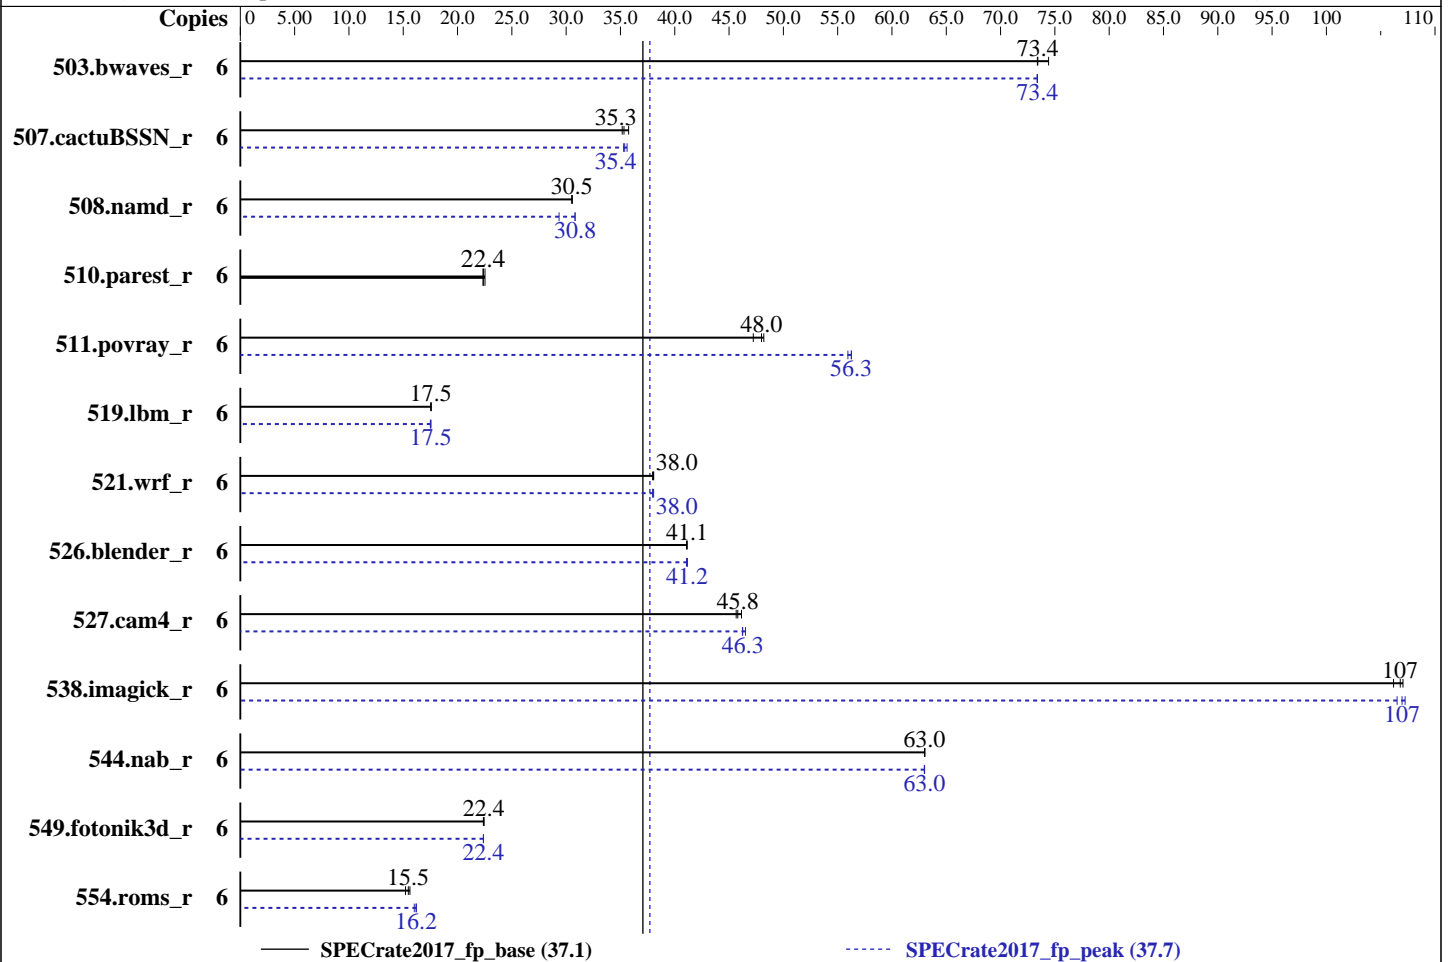 Copies 0 5.00 10.0 15.0 20.0 25.0 30.0 35.0 40.0 45.0 50.0 55.0 60.0 65.0 70.0 75.0 80.0 85.0 90.0 95.0 100 110
503.bwaves_r 6 73.4
73.4
507.cactuBSSN_r 6 35.3
35.4
508.namd_r 6 30.5
30.8
510.parest_r 6 22.4
511.povray_r 6 48.0
56.3
519.lbm_r 6 17.5
17.5
521.wrf_r 6 38.0
38.0
526.blender_r 6 41.1
41.2
527.cam4_r 6 45.8
46.3
538.imagick_r 6 107
107
544.nab_r 6 63.0
63.0
549.fotonik3d_r 6 22.4
22.4
554.roms_r 6 15.5
16.2
SPECrate2017_fp_base (37.1) SPECrate2017_fp_peak (37.7)